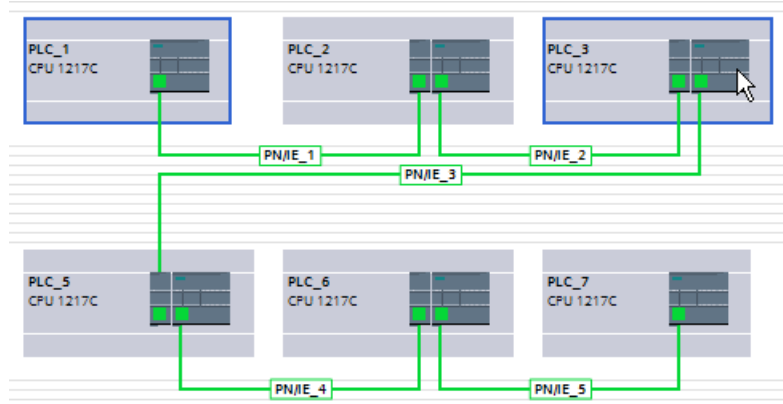 PLC_1
CPU 1217C
PLC_2
CPU 1217C
PLC_3
CPU 1217C
PN/IE_1
PN/IE_2
PN/IE_3
PLC_5
CPU 1217C
PLC_6
CPU 1217C
PLC_7
CPU 1217C
PN/IE_4
PN/IE_5